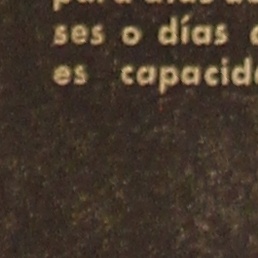 ses o días
es capacid